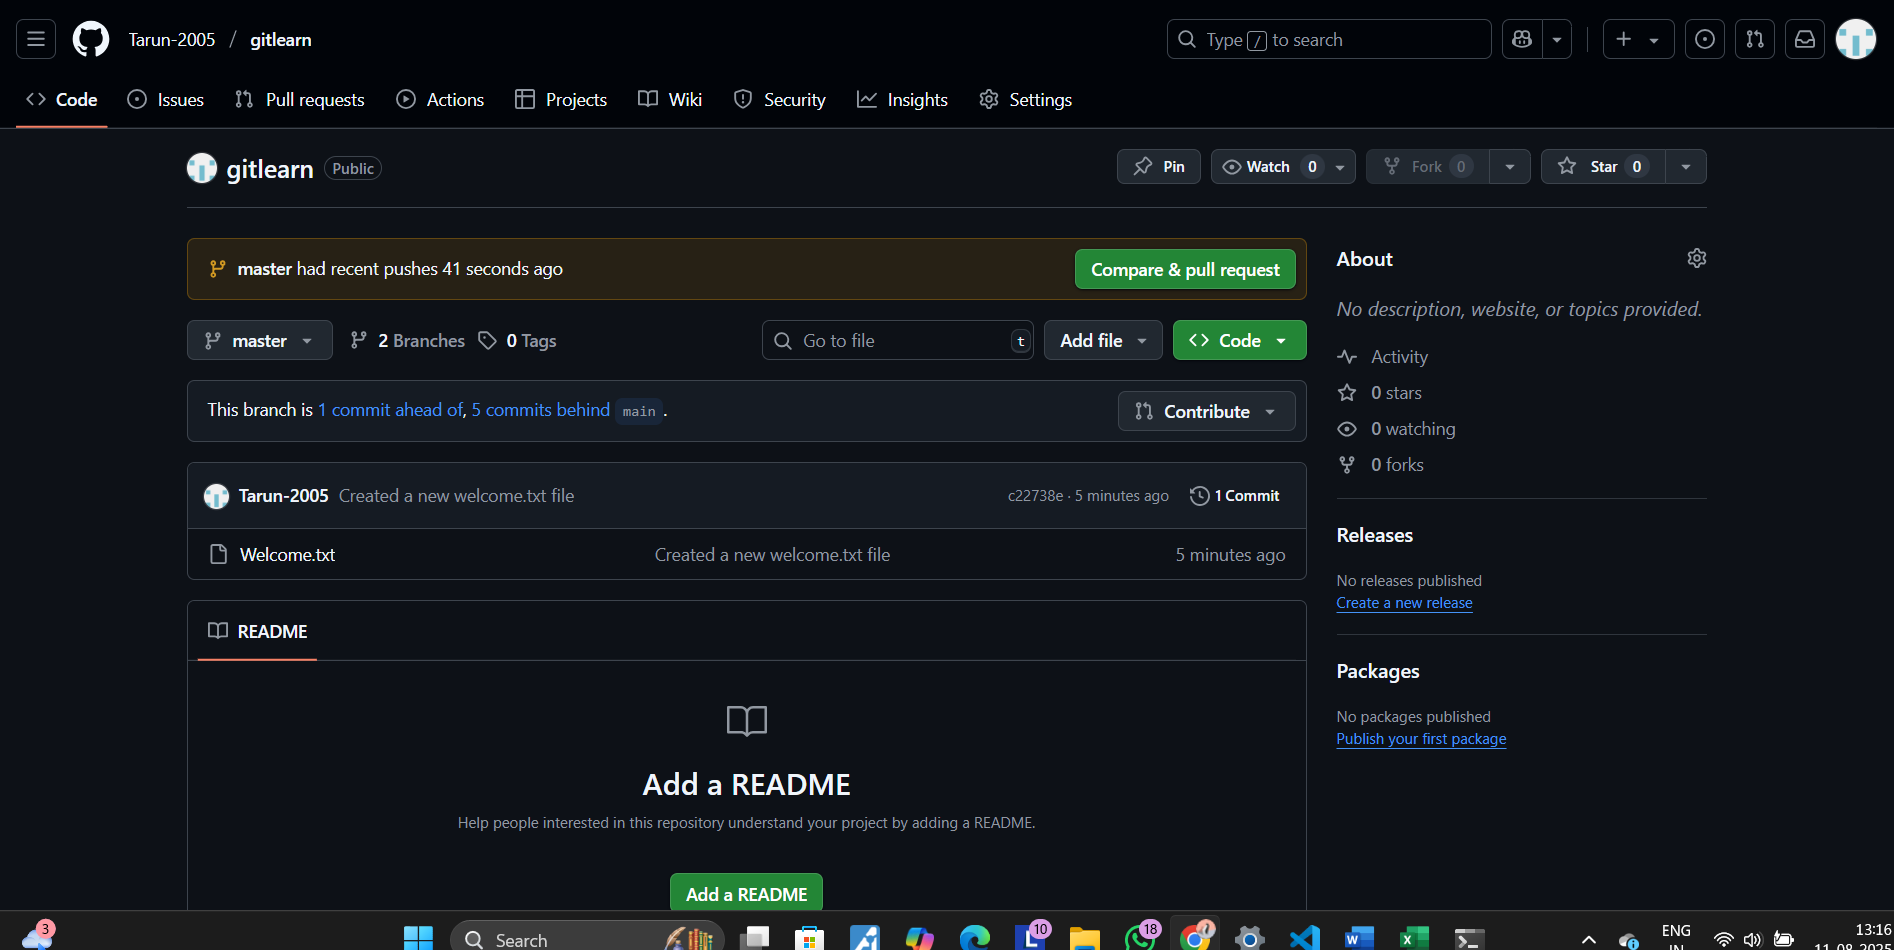 Tarun-2005 / gitlearn
Type / to search
Code Issues Pull requests Actions Projects Wiki Security Insights Settings
gitlearn Public
Pin Watch 0 Fork 0 Star 0
master had recent pushes 41 seconds ago
Compare & pull request
master 2 Branches 0 Tags
Go to file t
Add file
<> Code
This branch is 1 commit ahead of, 5 commits behind main .
Contribute
Tarun-2005 Created a new welcome.txt file
c22738e · 5 minutes ago 1 Commit
Welcome.txt Created a new welcome.txt file 5 minutes ago
README
Add a README
Help people interested in this repository understand your project by adding a README.
Add a README
About
No description, website, or topics provided.
Activity
0 stars
0 watching
0 forks
Releases
No releases published
Create a new release
Packages
No packages published
Publish your first package
3
Search
10
18
ENG
IN
13:16
11-08-2025